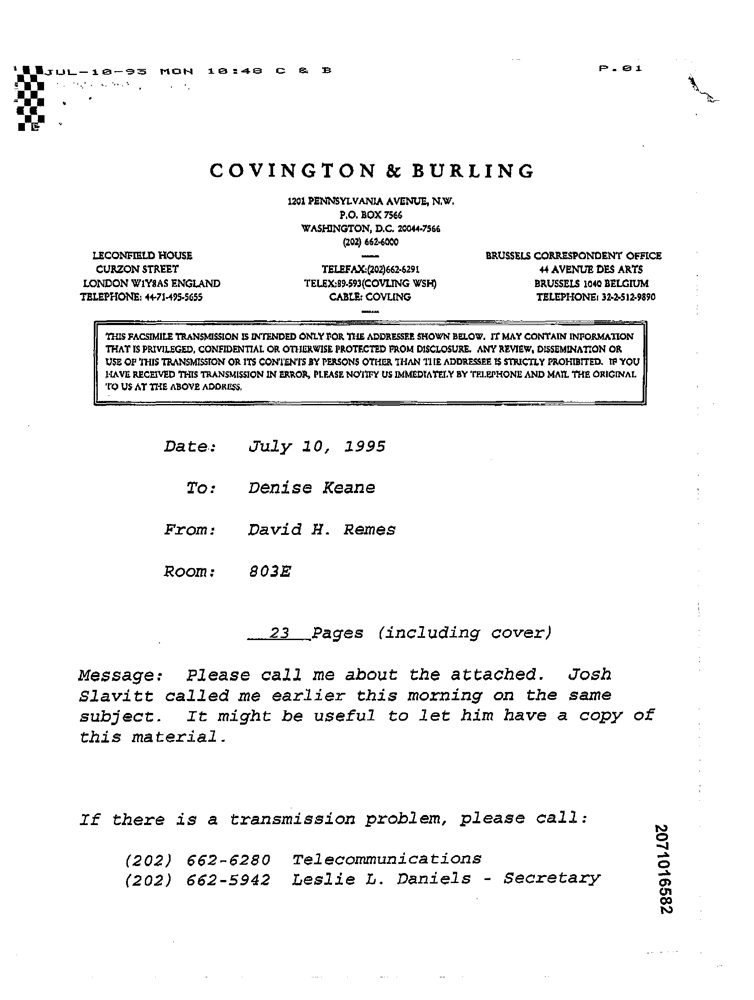 JUL-10-95 MON 10:48 C & B P.01
COVINGTON & BURLING
1201 PENNSYLVANIA AVENUE, N.W.
P.O. BOX 7566
WASHINGTON, D.C. 20044-7566
(202) 662-6000
LECONFIELD HOUSE
CURZON STREET
LONDON W1Y8AS ENGLAND
TELEPHONE: 44-71-495-5655
TELEFAX:(202)662-6291
TELEX:89-593(COVLING WSH)
CABLE: COVLING
BRUSSELS CORRESPONDENT OFFICE
44 AVENUE DES ARTS
BRUSSELS 1040 BELGIUM
TELEPHONE: 32-2-512-9890
THIS FACSIMILE TRANSMISSION IS INTENDED ONLY FOR THE ADDRESSEE SHOWN BELOW. IT MAY CONTAIN INFORMATION
THAT IS PRIVILEGED, CONFIDENTIAL OR OTHERWISE PROTECTED FROM DISCLOSURE. ANY REVIEW, DISSEMINATION OR
USE OF THIS TRANSMISSION OR ITS CONTENTS BY PERSONS OTHER THAN THE ADDRESSEE IS STRICTLY PROHIBITED. IF YOU
HAVE RECEIVED THIS TRANSMISSION IN ERROR, PLEASE NOTIFY US IMMEDIATELY BY TELEPHONE AND MAIL THE ORIGINAL
TO US AT THE ABOVE ADDRESS.
Date: July 10, 1995
To: Denise Keane
From: David H. Remes
Room: 803E
23 Pages (including cover)
Message: Please call me about the attached. Josh
Slavitt called me earlier this morning on the same
subject. It might be useful to let him have a copy of
this material.
If there is a transmission problem, please call:
(202) 662-6280 Telecommunications
(202) 662-5942 Leslie L. Daniels - Secretary
2071016582